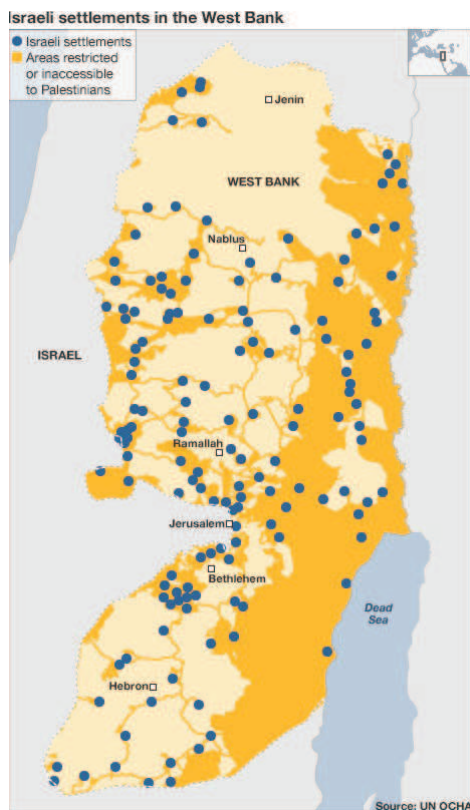 Israeli settlements in the West Bank
Israeli settlements
Areas restricted
or inaccessible
to Palestinians
Jenin
WEST BANK
Nablus
ISRAEL
Ramallah
Jerusalem
Bethlehem
Dead
Sea
Hebron
Source: UN OCHA